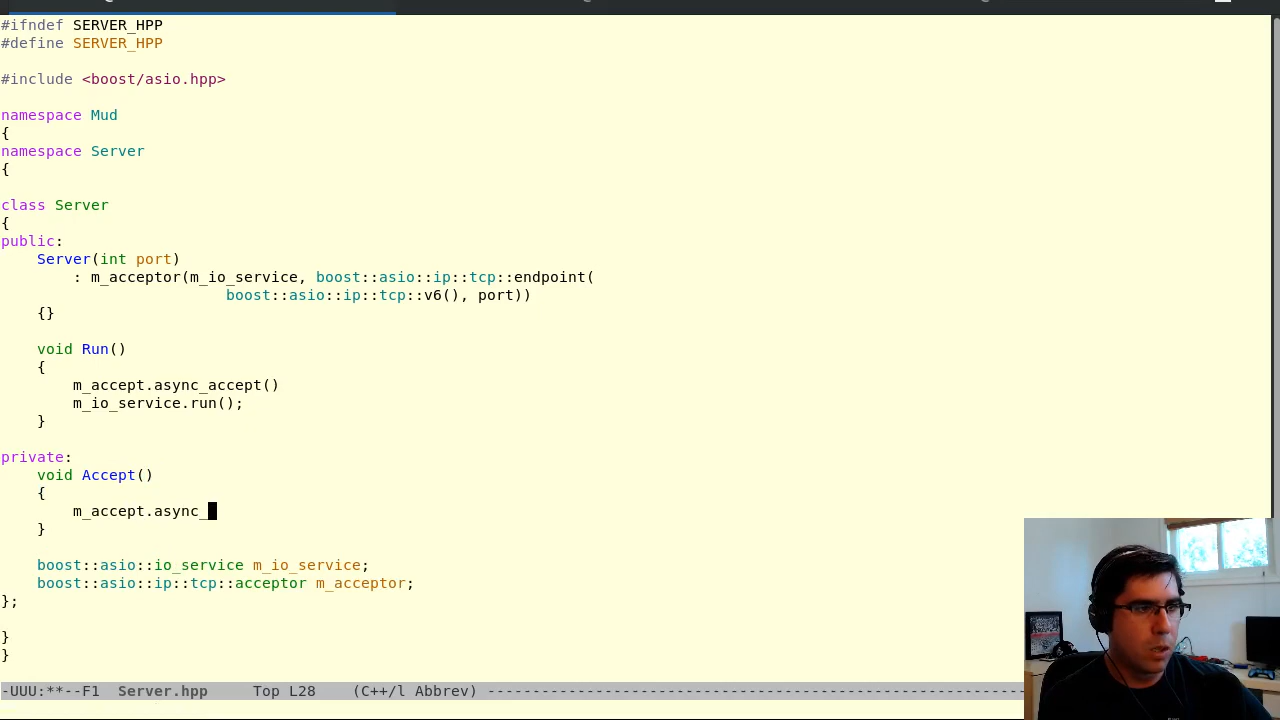 #ifndef SERVER_HPP
#define SERVER_HPP
#include <boost/asio.hpp>
namespace Mud
{
namespace Server
{
class Server
{
public:
Server(int port)
: m_acceptor(m_io_service, boost::asio::ip::tcp::endpoint(
boost::asio::ip::tcp::v6(), port))
{}
void Run()
{
m_accept.async_accept()
m_io_service.run();
}
private:
void Accept()
{
m_accept.async_
}
boost::asio::io_service m_io_service;
boost::asio::ip::tcp::acceptor m_acceptor;
};
}
}
-UUU:**--F1  Server.hpp     Top L28    (C++/l Abbrev) ------------------------------------------------------------